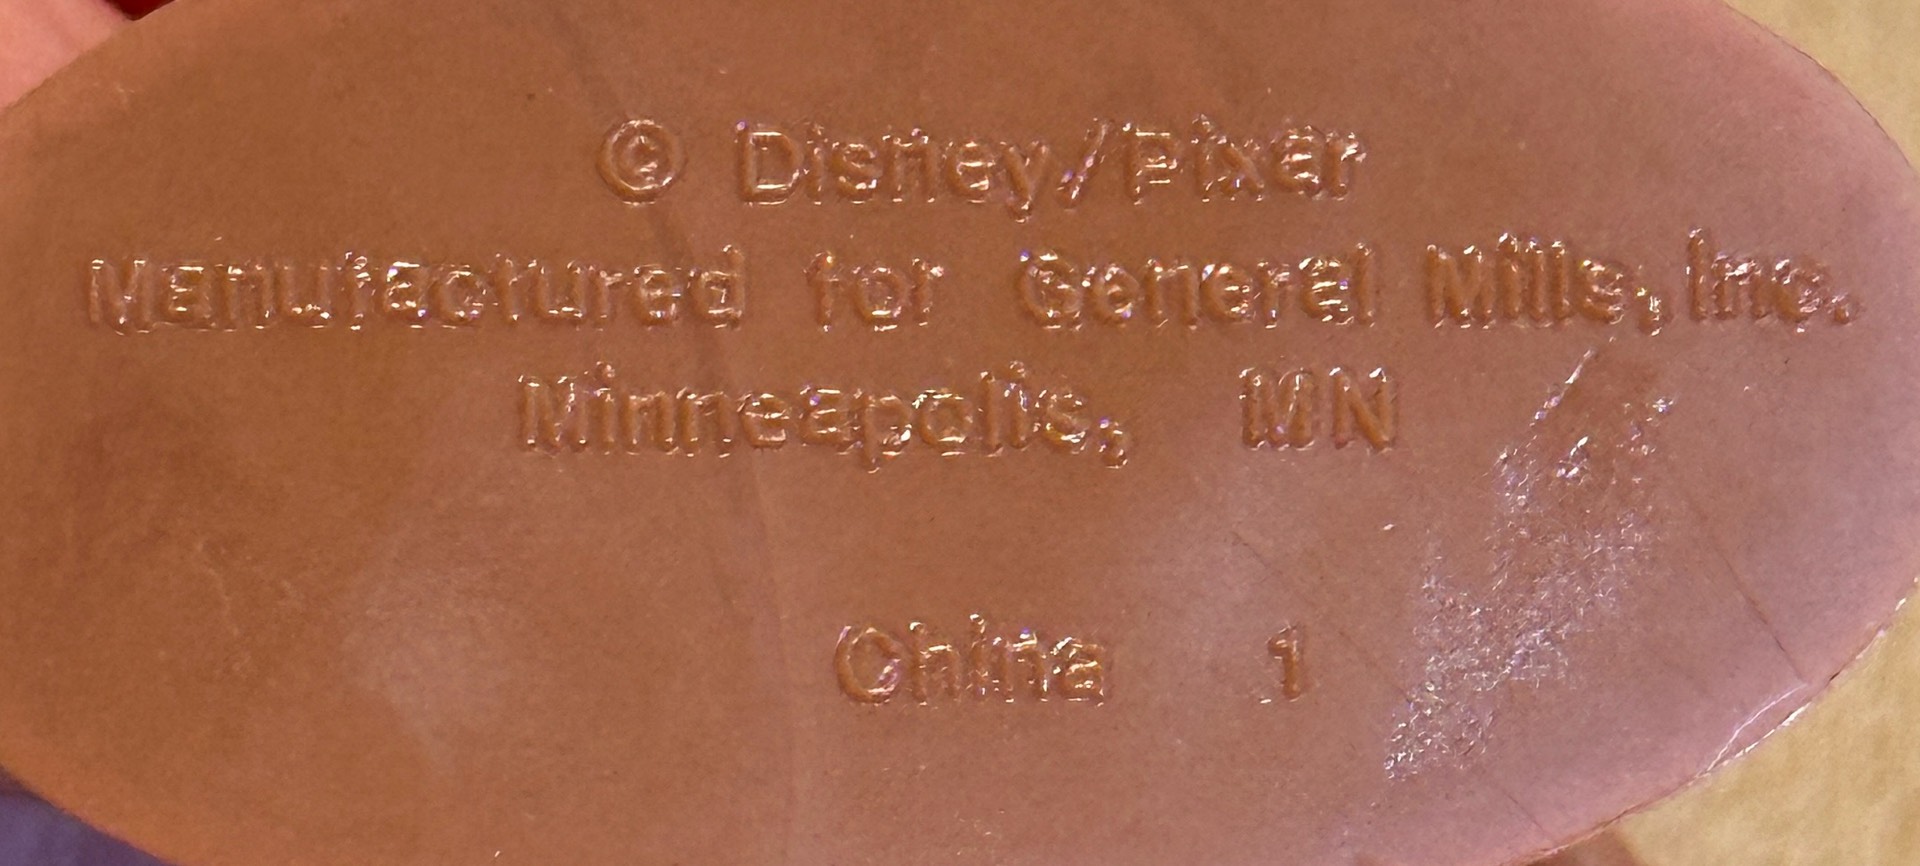 © Disney/Pixar
Manufactured for General Mills, Inc.
Minneapolis, MN
China 1